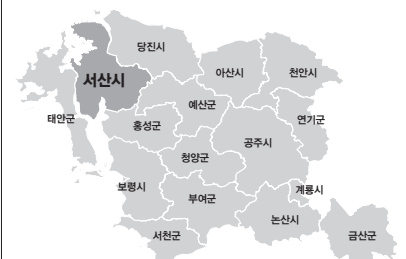 당진시
아산시
천안시
서산시
예산군
태안군
홍성군
연기군
공주시
청양군
보령시
계룡시
부여군
논산시
서천군
금산군